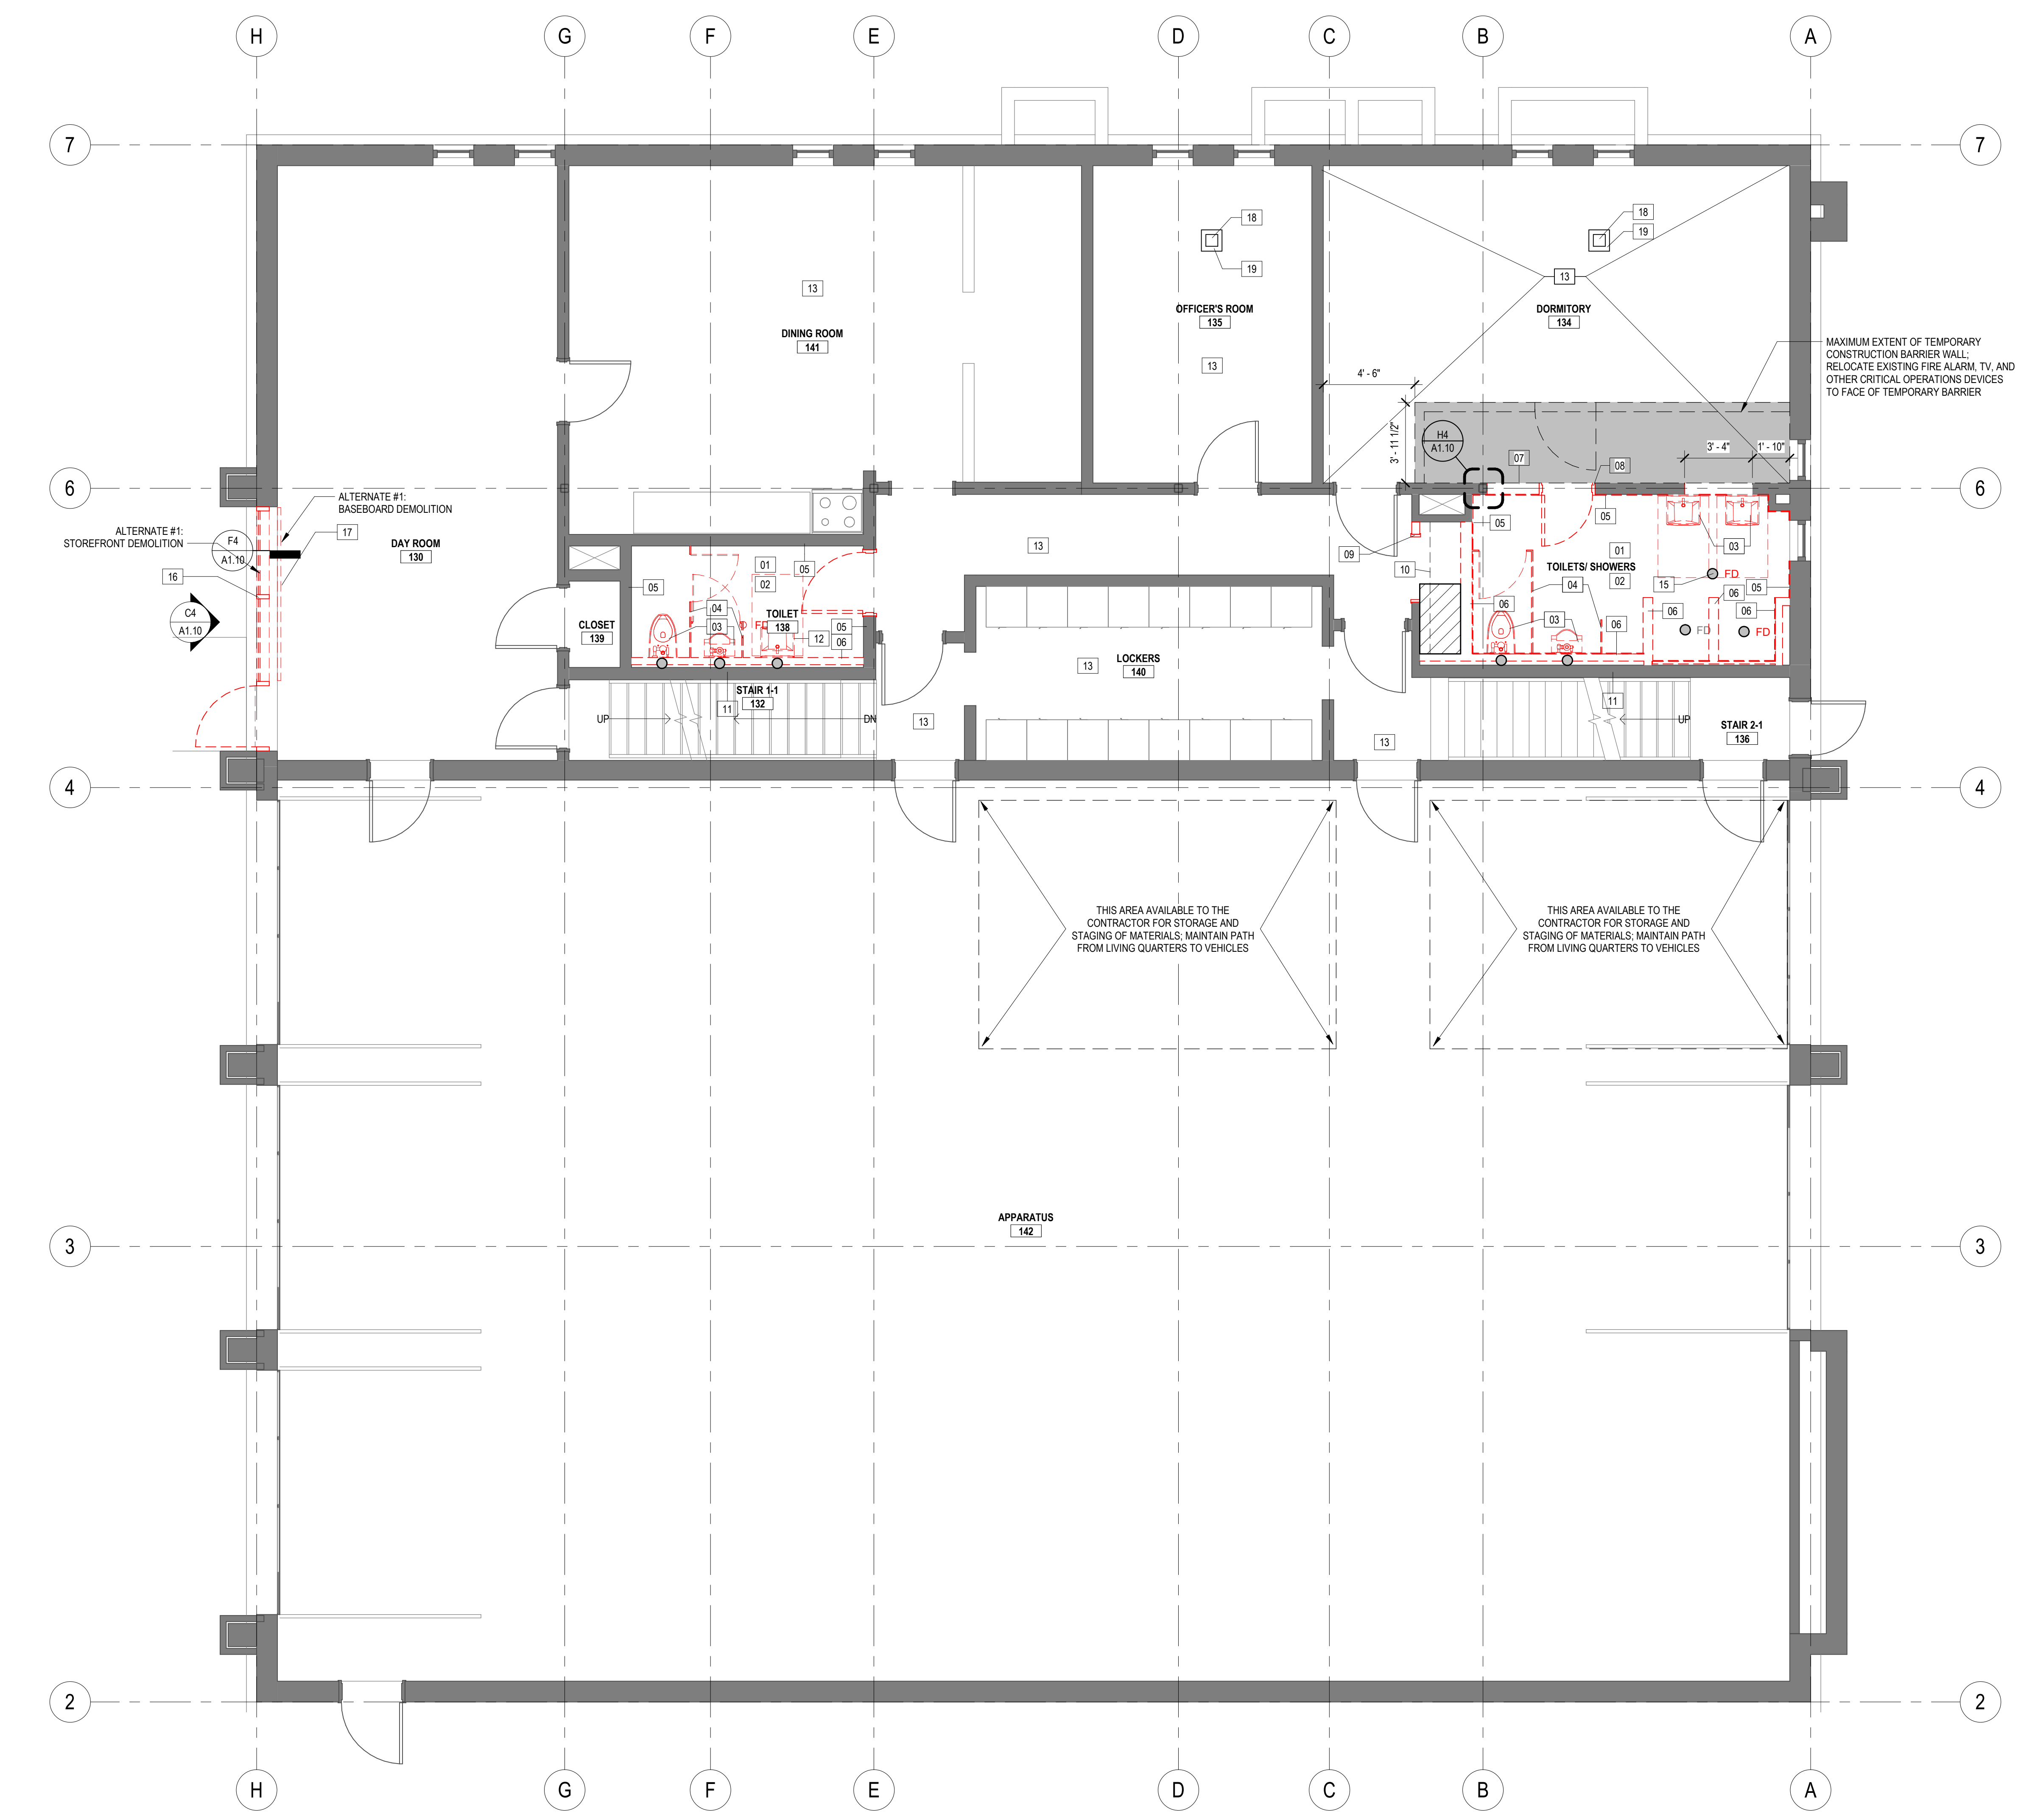 H
G
F
E
D
C
B
A
7
7
18
19
18
19
13
13
OFFICER'S ROOM
135
DORMITORY
134
DINING ROOM
141
MAXIMUM EXTENT OF TEMPORARY
CONSTRUCTION BARRIER WALL;
RELOCATE EXISTING FIRE ALARM, TV, AND
OTHER CRITICAL OPERATIONS DEVICES
TO FACE OF TEMPORARY BARRIER
13
4' - 6"
3' - 11 1/2"
H4
A1.10
3' - 4"
1' - 10"
07
08
6
6
ALTERNATE #1:
BASEBOARD DEMOLITION
ALTERNATE #1:
STOREFRONT DEMOLITION
17
F4
A1.10
DAY ROOM
130
16
C4
A1.10
01
02
05
05
04
03
FD
TOILET
138
12
05
06
CLOSET
139
13
09
10
05
05
03
01
TOILETS/ SHOWERS
02
04
15
FD
05
06
06
06
06
06
03
FD
FD
LOCKERS
140
13
STAIR 1-1
132
11
UP
DN
13
13
11
UP
STAIR 2-1
136
4
4
THIS AREA AVAILABLE TO THE
CONTRACTOR FOR STORAGE AND
STAGING OF MATERIALS; MAINTAIN PATH
FROM LIVING QUARTERS TO VEHICLES
THIS AREA AVAILABLE TO THE
CONTRACTOR FOR STORAGE AND
STAGING OF MATERIALS; MAINTAIN PATH
FROM LIVING QUARTERS TO VEHICLES
APPARATUS
142
3
3
2
2
H
G
F
E
D
C
B
A